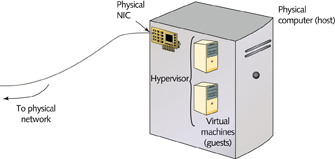 Physical
NIC
Physical
computer (host)
Hypervisor
To physical
network
Virtual
machines
(guests)